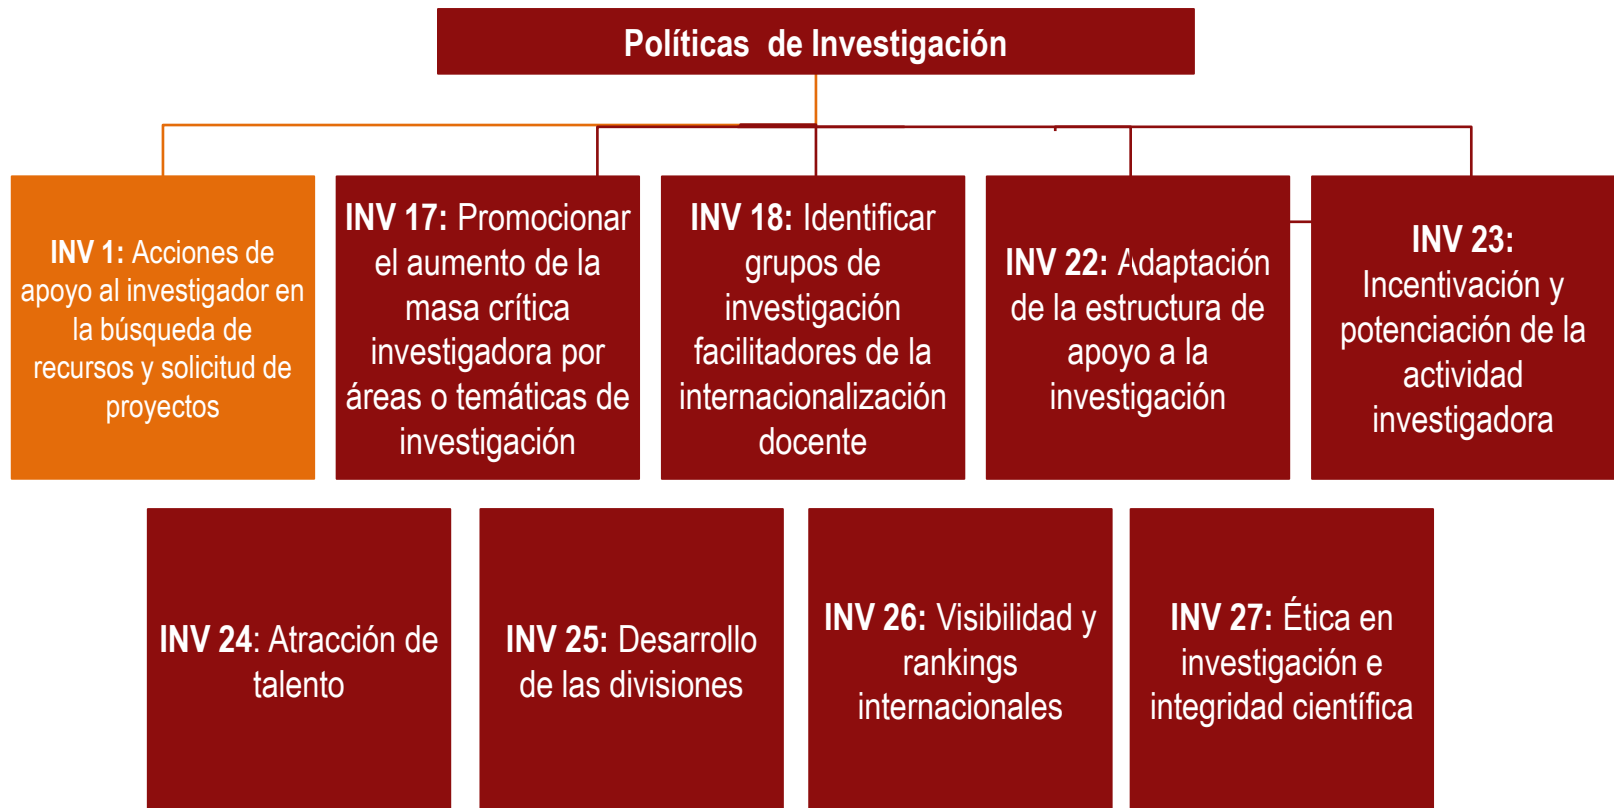 Políticas  de Investigación
INV 1: Acciones de
apoyo al investigador en
la búsqueda de
recursos y solicitud de
proyectos
INV 17: Promocionar
el aumento de la
masa crítica
investigadora por
áreas o temáticas de
investigación
INV 18: Identificar
grupos de
investigación
facilitadores de la
internacionalización
docente
INV 22: Adaptación
de la estructura de
apoyo a la
investigación
INV 23:
Incentivación y
potenciación de la
actividad
investigadora
INV 24: Atracción de
talento
INV 25: Desarrollo
de las divisiones
INV 26: Visibilidad y
rankings
internacionales
INV 27: Ética en
investigación e
integridad científica